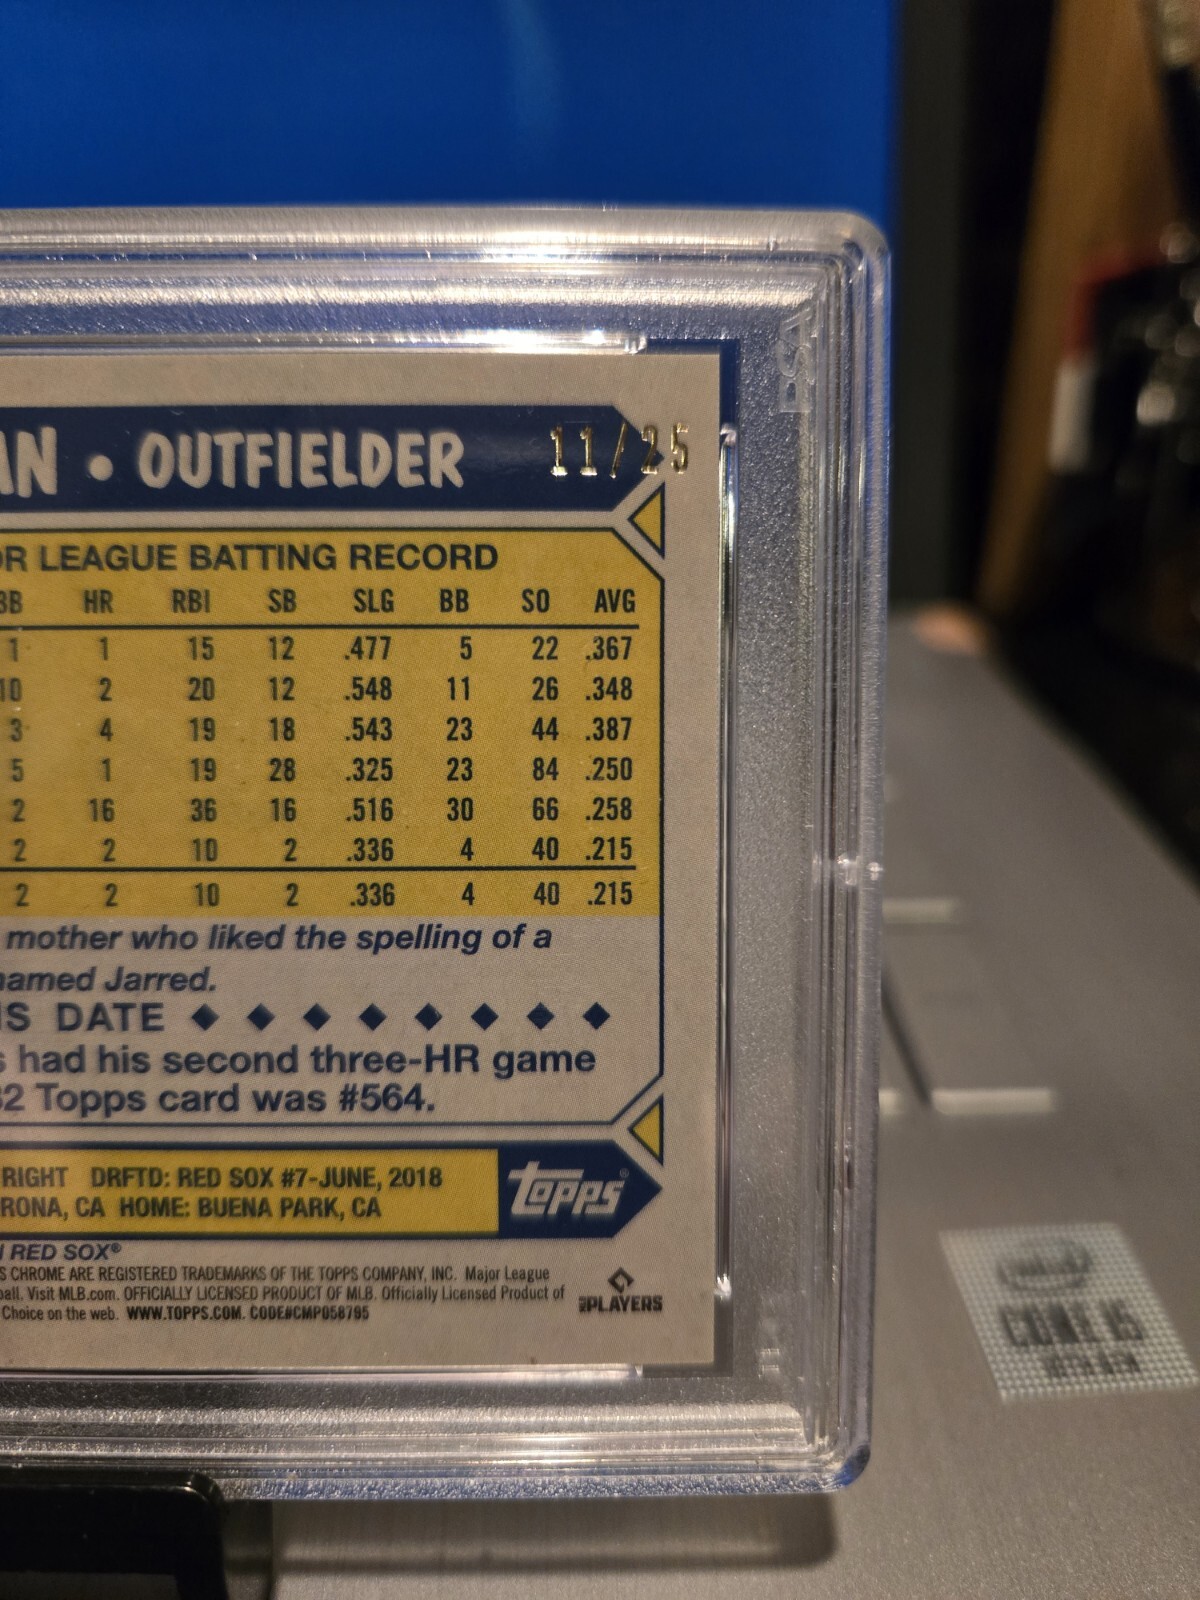 AN • OUTFIELDER 11/25
OR LEAGUE BATTING RECORD
3B HR RBI SB SLG BB SO AVG
1 1 15 12 .477 5 22 .367
10 2 20 12 .548 11 26 .348
3 4 19 18 .543 23 44 .387
5 1 19 28 .325 23 84 .250
2 16 36 16 .516 30 66 .258
2 2 10 2 .336 4 40 .215
2 2 10 2 .336 4 40 .215
mother who liked the spelling of a
named Jarred.
IS DATE
s had his second three-HR game
82 Topps card was #564.
RIGHT DRFTD: RED SOX #7-JUNE, 2018
RONA, CA HOME: BUENA PARK, CA
Topps®
RED SOX®
S CHROME ARE REGISTERED TRADEMARKS OF THE TOPPS COMPANY, INC. Major League
ball. Visit MLB.com. OFFICIALLY LICENSED PRODUCT OF MLB. Officially Licensed Product of
Choice on the web. WWW.TOPPS.COM. CODE#CMP058795
PLAYERS
PSA
CORE i5